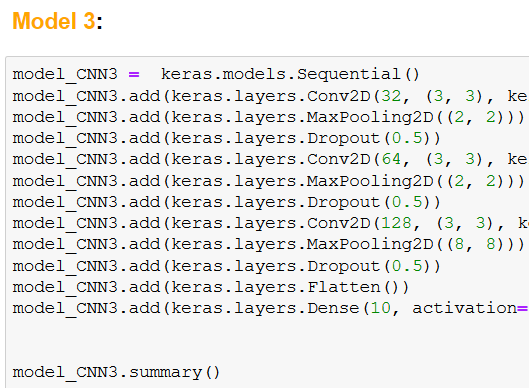 Model 3:
model_CNN3 =  keras.models.Sequential()
model_CNN3.add(keras.layers.Conv2D(32, (3, 3), ke
model_CNN3.add(keras.layers.MaxPooling2D((2, 2)))
model_CNN3.add(keras.layers.Dropout(0.5))
model_CNN3.add(keras.layers.Conv2D(64, (3, 3), ke
model_CNN3.add(keras.layers.MaxPooling2D((2, 2)))
model_CNN3.add(keras.layers.Dropout(0.5))
model_CNN3.add(keras.layers.Conv2D(128, (3, 3), k
model_CNN3.add(keras.layers.MaxPooling2D((8, 8)))
model_CNN3.add(keras.layers.Dropout(0.5))
model_CNN3.add(keras.layers.Flatten())
model_CNN3.add(keras.layers.Dense(10, activation=
model_CNN3.summary()